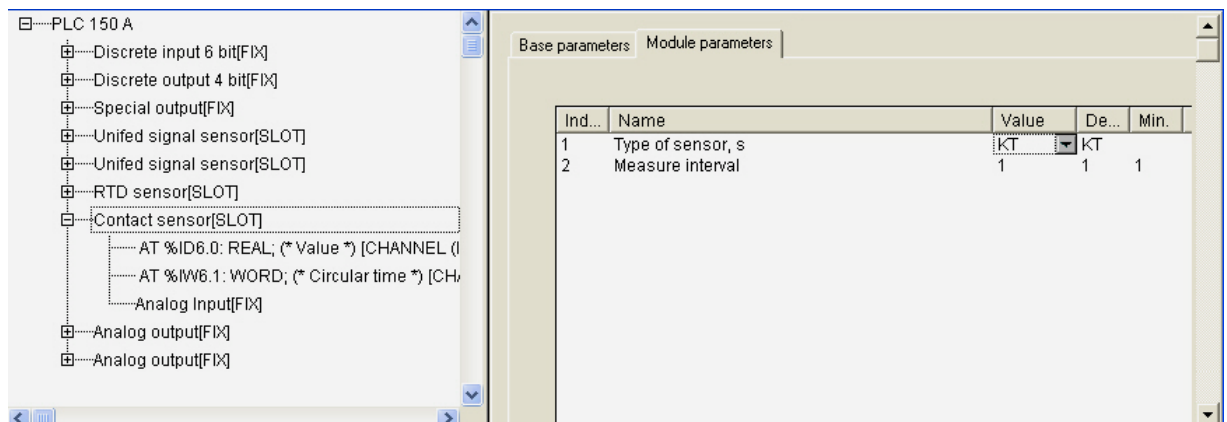 PLC 150 A
Discrete input 6 bit[FIX]
Discrete output 4 bit[FIX]
Special output[FIX]
Unifed signal sensor[SLOT]
Unifed signal sensor[SLOT]
RTD sensor[SLOT]
Contact sensor[SLOT]
AT %ID6.0: REAL; (* Value *) [CHANNEL (I
AT %IW6.1: WORD; (* Circular time *) [CHA
Analog Input[FIX]
Analog output[FIX]
Analog output[FIX]
Base parameters Module parameters
Ind... Name Value De... Min.
1 Type of sensor, s KT KT
2 Measure interval 1 1 1